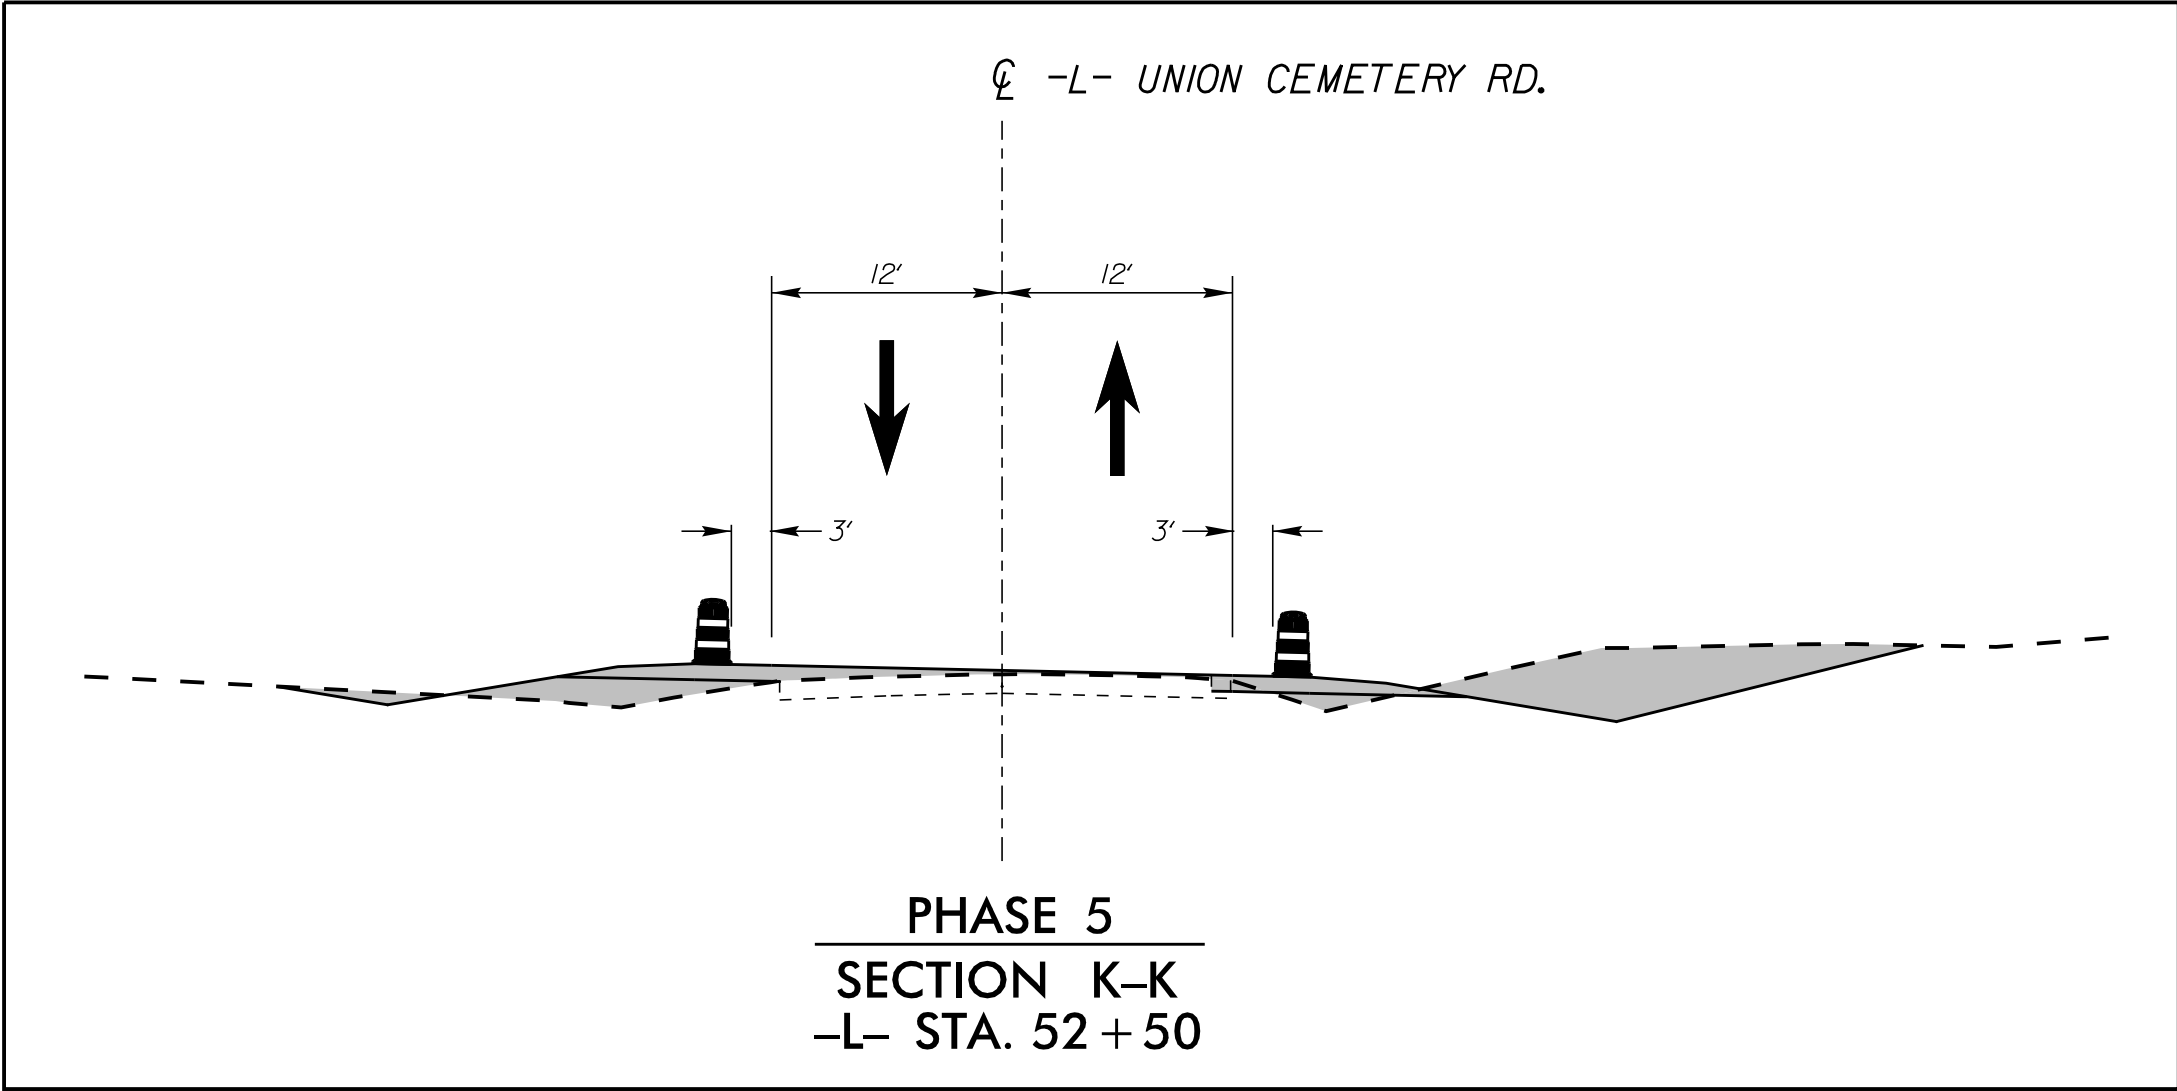 ℄ -L- UNION CEMETERY RD.
12' 12'
3' 3'
PHASE 5
SECTION K–K
–L– STA. 52+50